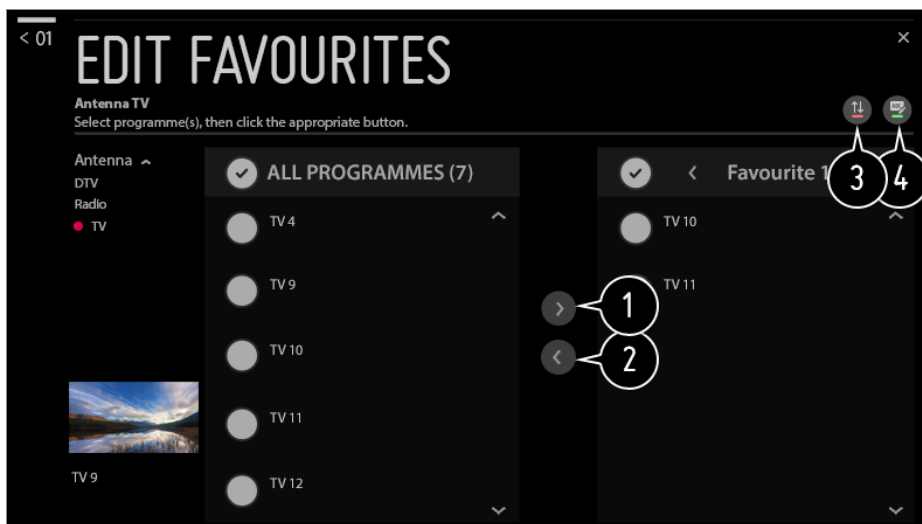 < 01
EDIT FAVOURITES
Antenna TV
Select programme(s), then click the appropriate button.
Antenna
DTV
Radio
TV
TV 9
ALL PROGRAMMES (7)
TV 4
TV 9
TV 10
TV 11
TV 12
Favourite 1
TV 10
TV 11
1
2
3
4